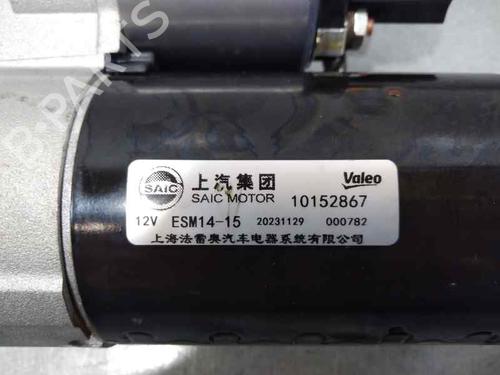 B-PARTS
SAIC 上汽集团 Valeo
SAIC MOTOR 10152867
12V ESM14-15 20231129 000782
上海法雷奥汽车电器系统有限公司